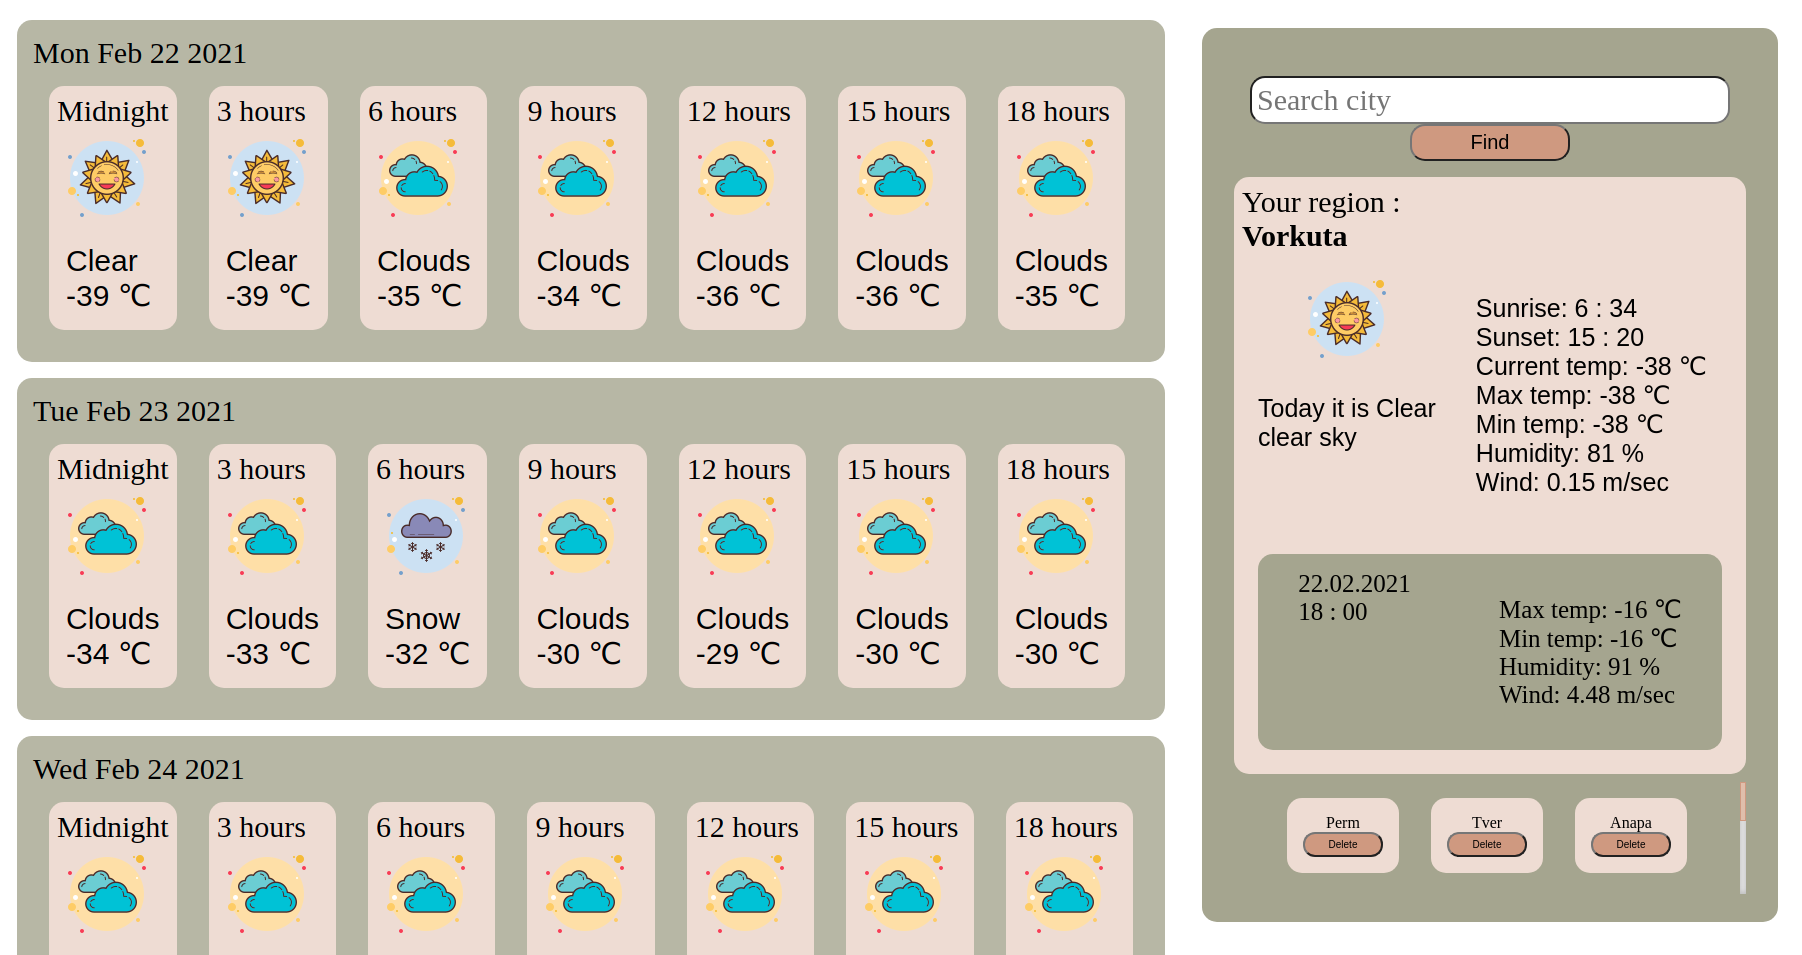 Mon Feb 22 2021
Midnight
Clear
-39 ℃
3 hours
Clear
-39 ℃
6 hours
Clouds
-35 ℃
9 hours
Clouds
-34 ℃
12 hours
Clouds
-36 ℃
15 hours
Clouds
-36 ℃
18 hours
Clouds
-35 ℃
Tue Feb 23 2021
Midnight
Clouds
-34 ℃
3 hours
Clouds
-33 ℃
6 hours
Snow
-32 ℃
9 hours
Clouds
-30 ℃
12 hours
Clouds
-29 ℃
15 hours
Clouds
-30 ℃
18 hours
Clouds
-30 ℃
Wed Feb 24 2021
Midnight
3 hours
6 hours
9 hours
12 hours
15 hours
18 hours
Search city
Find
Your region :
Vorkuta
Today it is Clear
clear sky
Sunrise: 6 : 34
Sunset: 15 : 20
Current temp: -38 ℃
Max temp: -38 ℃
Min temp: -38 ℃
Humidity: 81 %
Wind: 0.15 m/sec
22.02.2021
18 : 00
Max temp: -16 ℃
Min temp: -16 ℃
Humidity: 91 %
Wind: 4.48 m/sec
Perm
Delete
Tver
Delete
Anapa
Delete